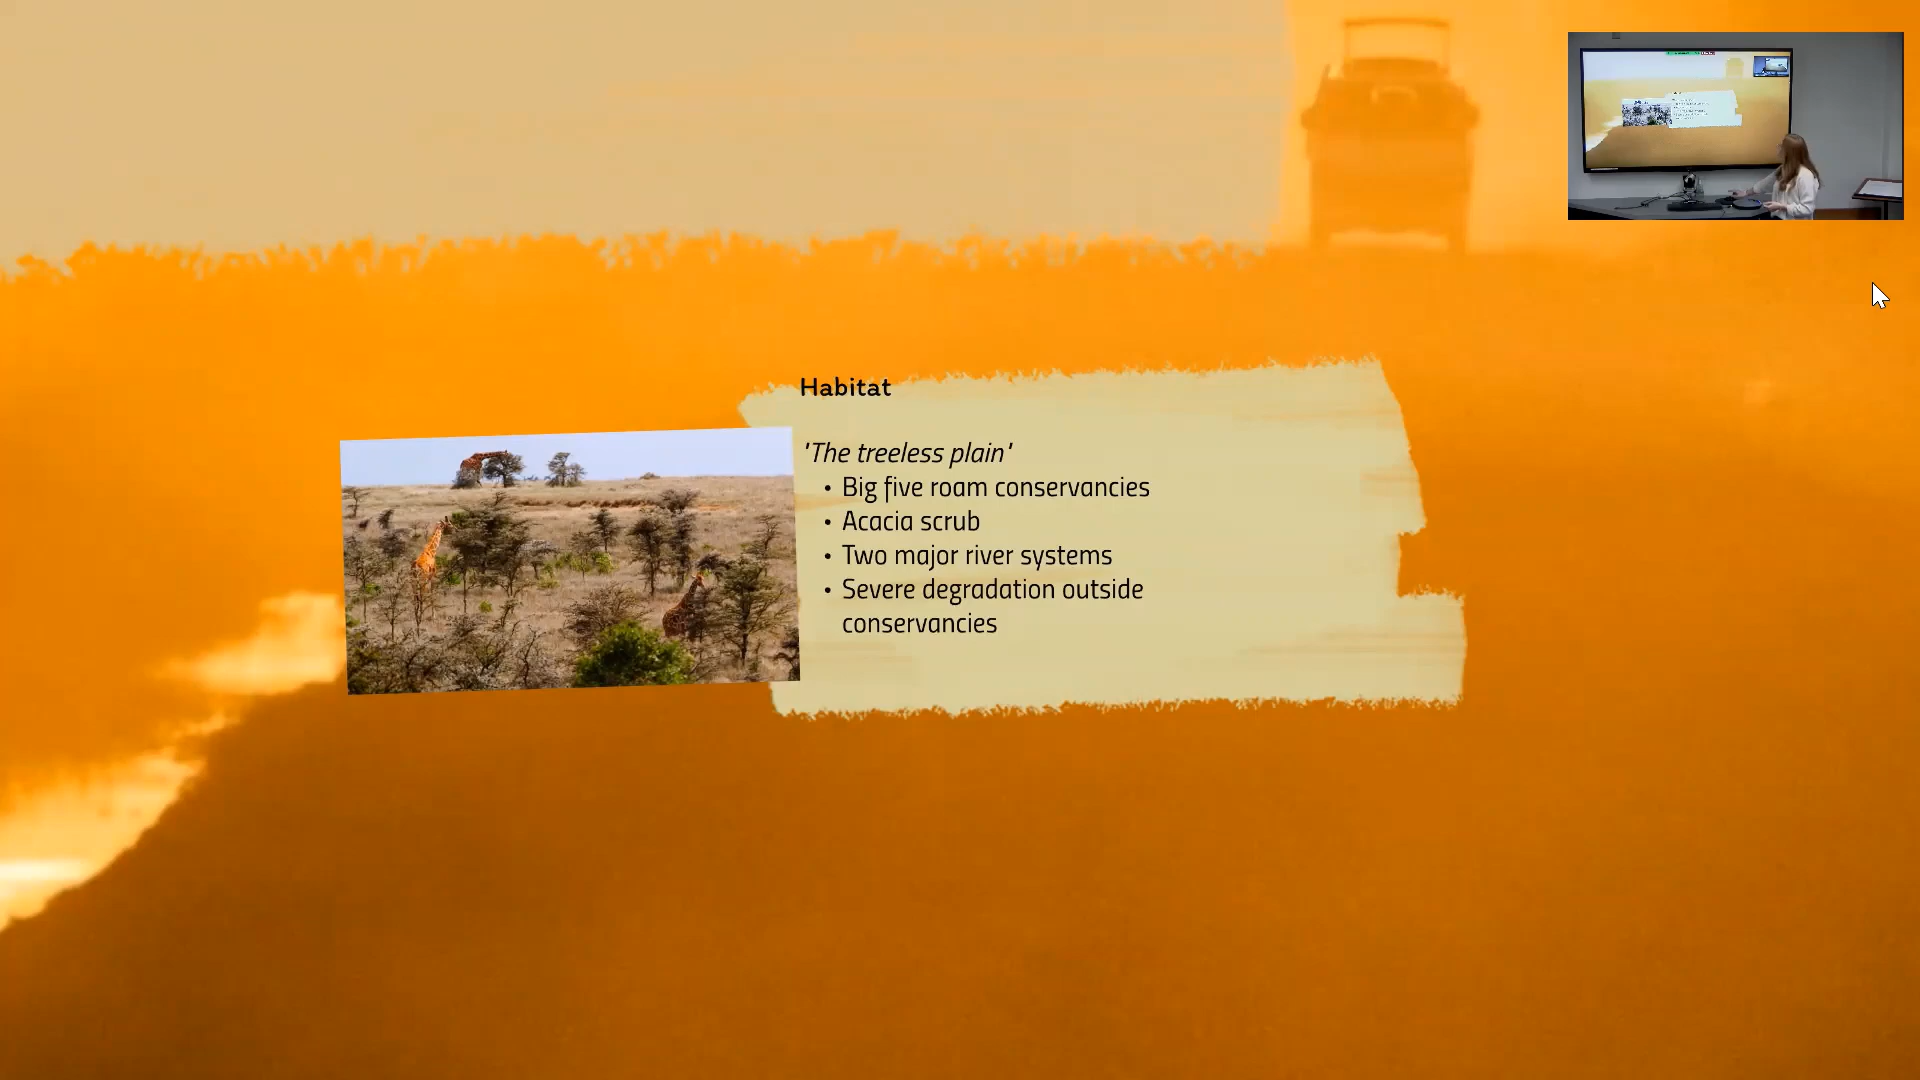 Habitat
'The treeless plain'
• Big five roam conservancies
• Acacia scrub
• Two major river systems
• Severe degradation outside
conservancies